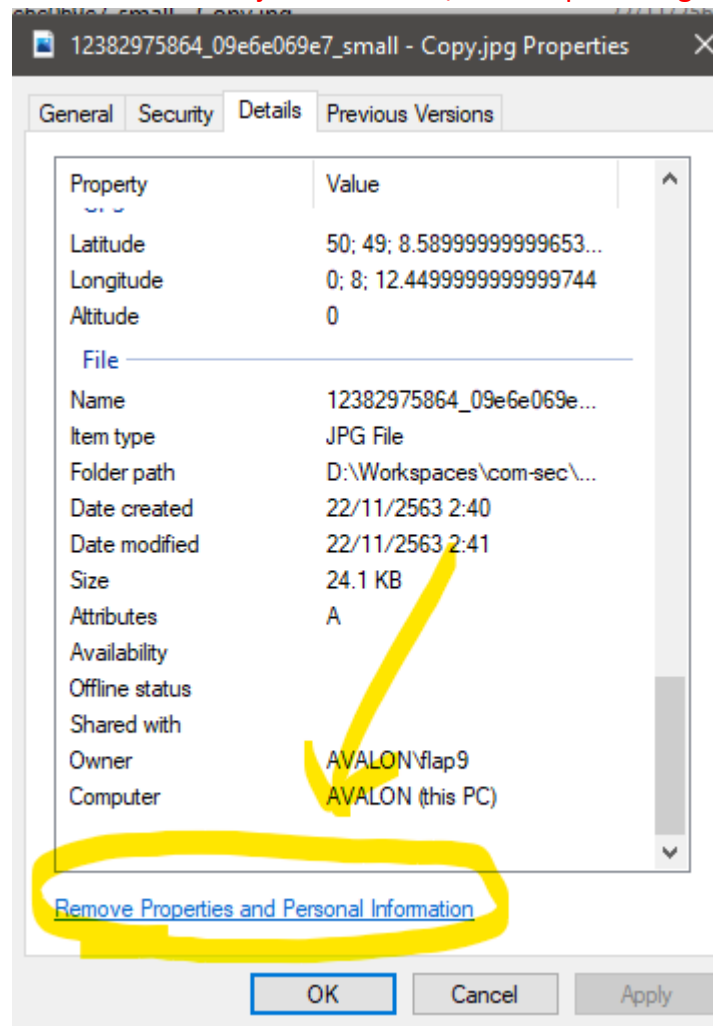 12382975864_09e6e069e7_small - Copy.jpg Properties
General Security Details Previous Versions
Property Value
Latitude 50; 49; 8.58999999999653...
Longitude 0; 8; 12.4499999999999744
Altitude 0
File
Name 12382975864_09e6e069e...
Item type JPG File
Folder path D:\Workspaces\com-sec\...
Date created 22/11/2563 2:40
Date modified 22/11/2563 2:41
Size 24.1 KB
Attributes A
Availability
Offline status
Shared with
Owner AVALON\flap9
Computer AVALON (this PC)
Remove Properties and Personal Information
OK Cancel Apply